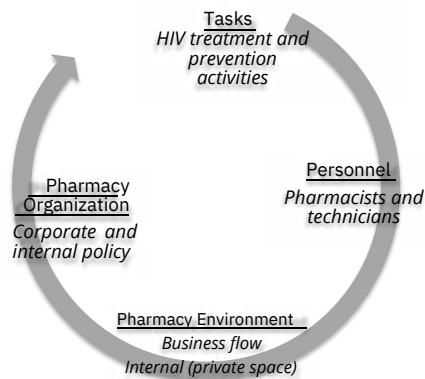 Tasks
HIV treatment and
prevention
activities
Personnel
Pharmacists and
technicians
Pharmacy Environment
Business flow
Internal (private space)
Pharmacy
Organization
Corporate and
internal policy